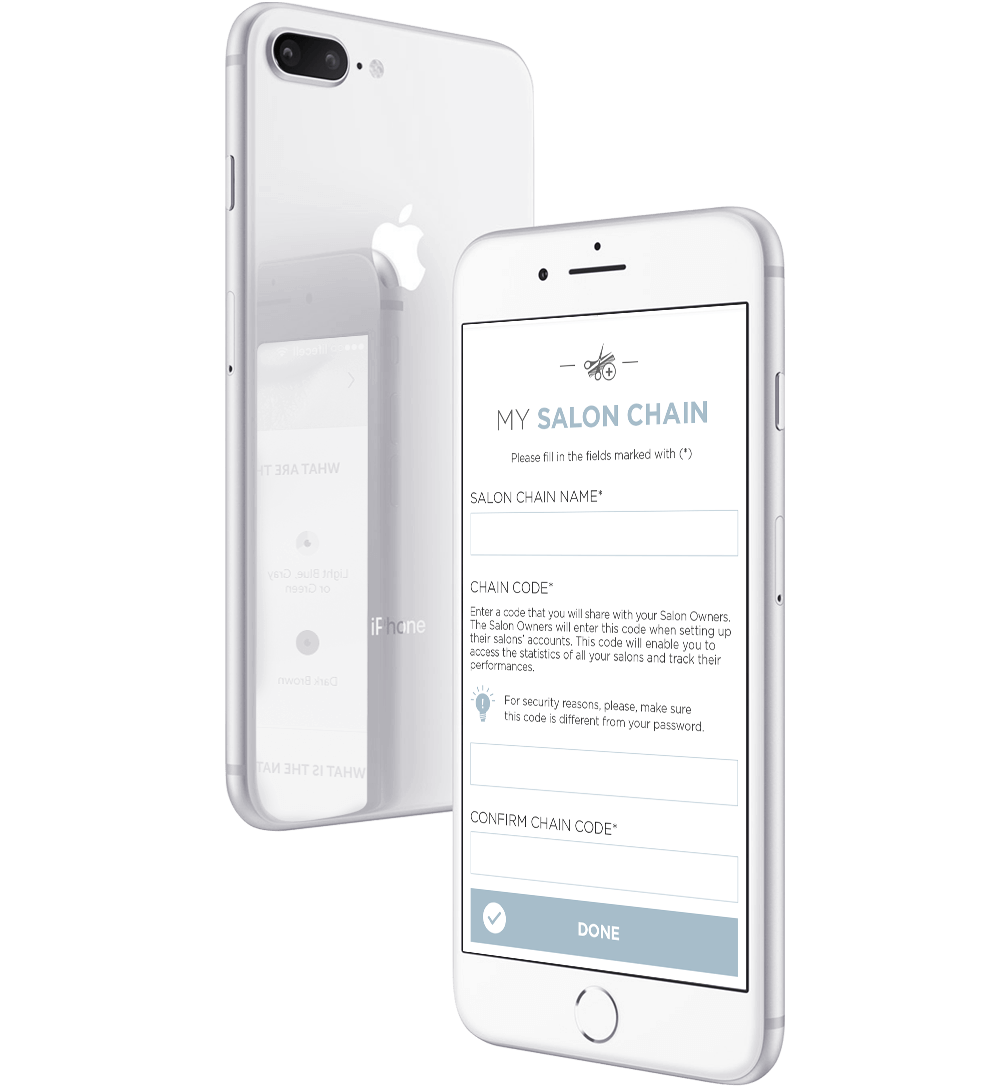 MY SALON CHAIN
Please fill in the fields marked with (*)
SALON CHAIN NAME*
CHAIN CODE*
Enter a code that you will share with your Salon Owners.
The Salon Owners will enter this code when setting up
their salons' accounts. This code will enable you to
access the statistics of all your salons and track their
performances.
For security reasons, please, make sure
this code is different from your password.
CONFIRM CHAIN CODE*
DONE
WHAT ARE TH
Light Blue, Gray
or Green
iPhone
Dark Brown
WHAT IS THE NAT